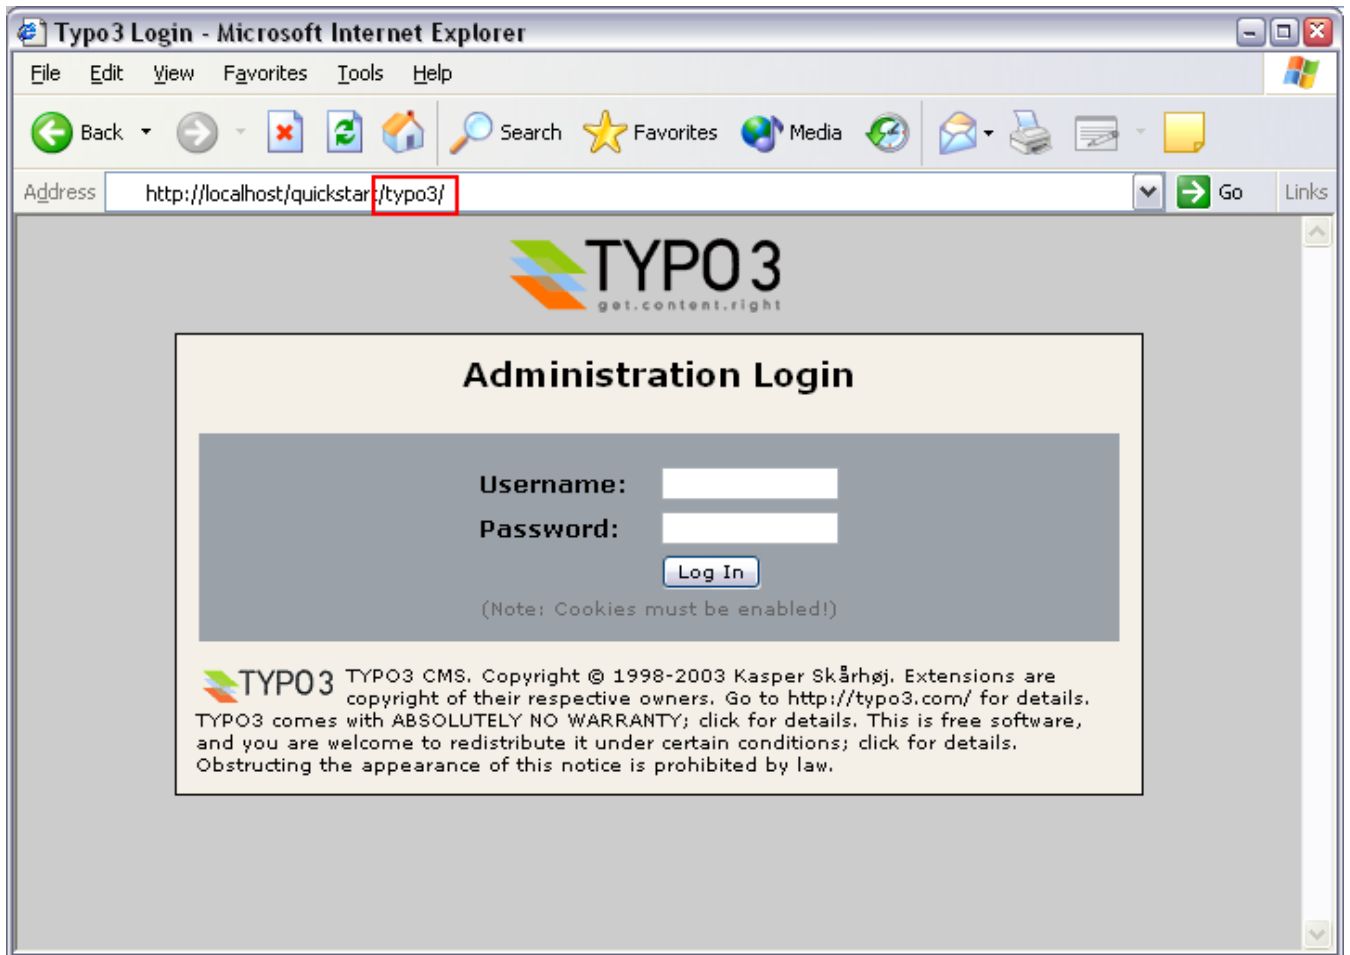 Typo3 Login - Microsoft Internet Explorer
File Edit View Favorites Tools Help
Back Search Favorites Media
Address http://localhost/quickstart/typo3/ Go Links
TYPO3
get.content.right
Administration Login
Username:
Password:
Log In
(Note: Cookies must be enabled!)
TYPO3 TYPO3 CMS. Copyright © 1998-2003 Kasper Skårhøj. Extensions are
copyright of their respective owners. Go to http://typo3.com/ for details.
TYPO3 comes with ABSOLUTELY NO WARRANTY; click for details. This is free software,
and you are welcome to redistribute it under certain conditions; click for details.
Obstructing the appearance of this notice is prohibited by law.